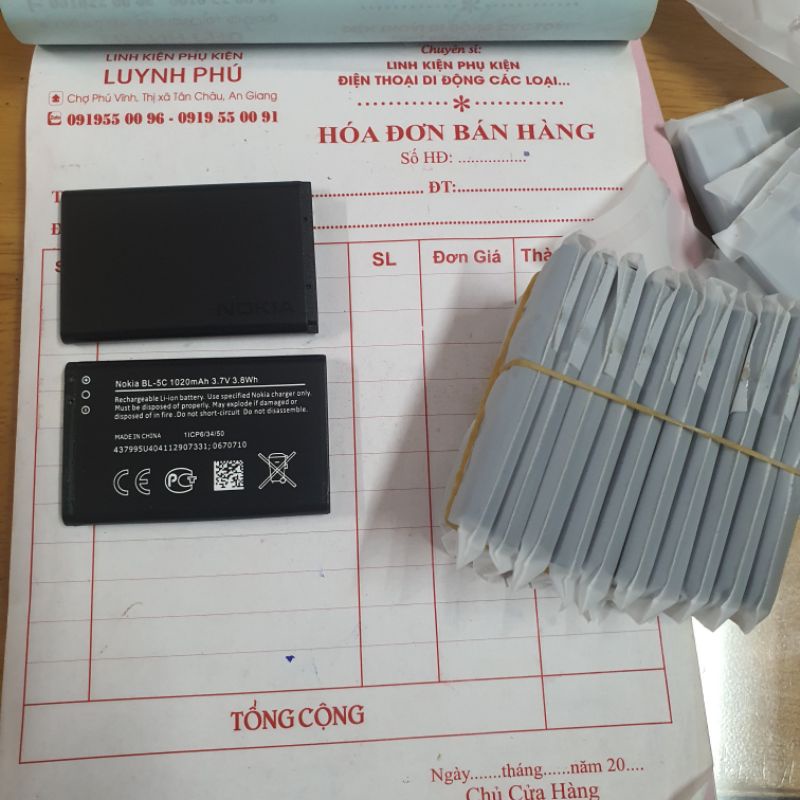 LINH KIỆN PHỤ KIỆN
LUYNH PHÚ
Chợ Phú Vĩnh, Thị xã Tân Châu, An Giang
091955 00 96 - 0919 55 00 91
Chuyên sỉ:
LINH KIỆN PHỤ KIỆN
ĐIỆN THOẠI DI ĐỘNG CÁC LOẠI...
HÓA ĐƠN BÁN HÀNG
Số HĐ: ...............
ĐT:
SL
Đơn Giá
NOKIA
Nokia BL-5C 1020mAh 3.7V 3.8Wh
Rechargeable Li-ion battery. Use specified Nokia charger only.
Must be disposed of properly. May explode if damaged or
disposed of in fire .Do not short-circuit Do not disassemble.
MADE IN CHINA 1ICP6/34/50
437995U404112907331; 0670710
CE
TỔNG CỘNG
Ngày.......tháng.......năm 20....
Chủ Cửa Hàng